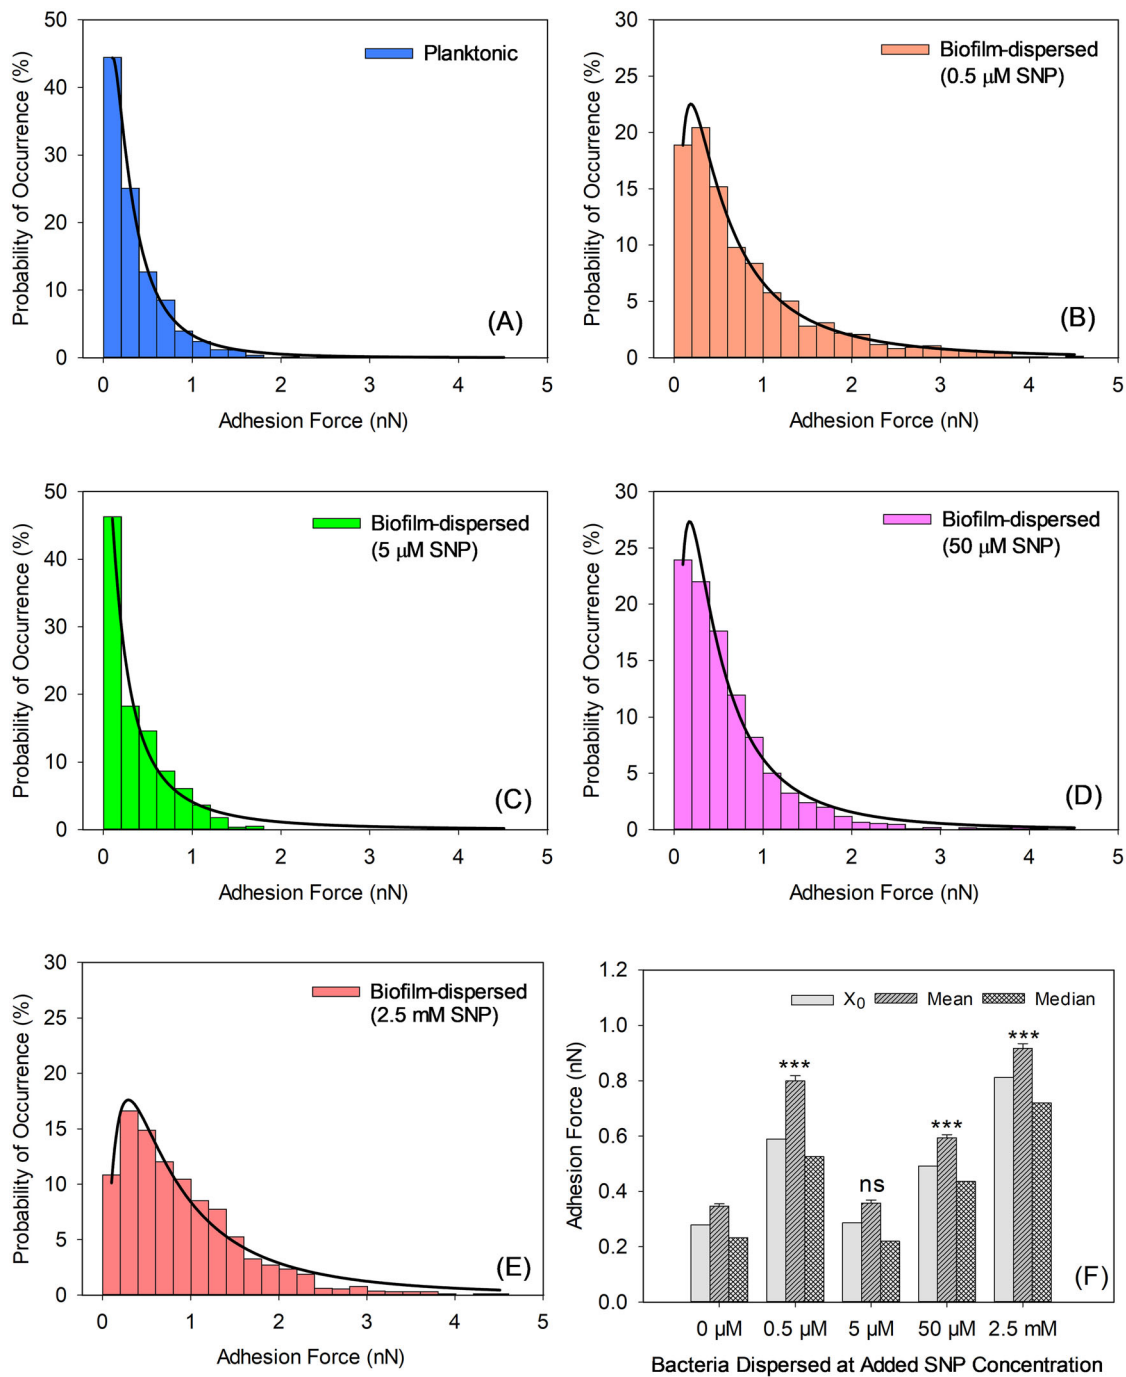 Planktonic
(A)
50
40
30
20
10
0
0 1 2 3 4 5
Probability of Occurrence (%)
Adhesion Force (nN)
Biofilm-dispersed
(0.5 µM SNP)
(B)
30
25
20
15
10
5
0
0 1 2 3 4 5
Probability of Occurrence (%)
Adhesion Force (nN)
Biofilm-dispersed
(5 µM SNP)
(C)
50
40
30
20
10
0
0 1 2 3 4 5
Probability of Occurrence (%)
Adhesion Force (nN)
Biofilm-dispersed
(50 µM SNP)
(D)
30
25
20
15
10
5
0
0 1 2 3 4 5
Probability of Occurrence (%)
Adhesion Force (nN)
Biofilm-dispersed
(2.5 mM SNP)
(E)
30
25
20
15
10
5
0
0 1 2 3 4 5
Probability of Occurrence (%)
Adhesion Force (nN)
X0 Mean Median
***
***
ns
***
(F)
1.2
1.0
0.8
0.6
0.4
0.2
0.0
0 µM 0.5 µM 5 µM 50 µM 2.5 mM
Adhesion Force (nN)
Bacteria Dispersed at Added SNP Concentration